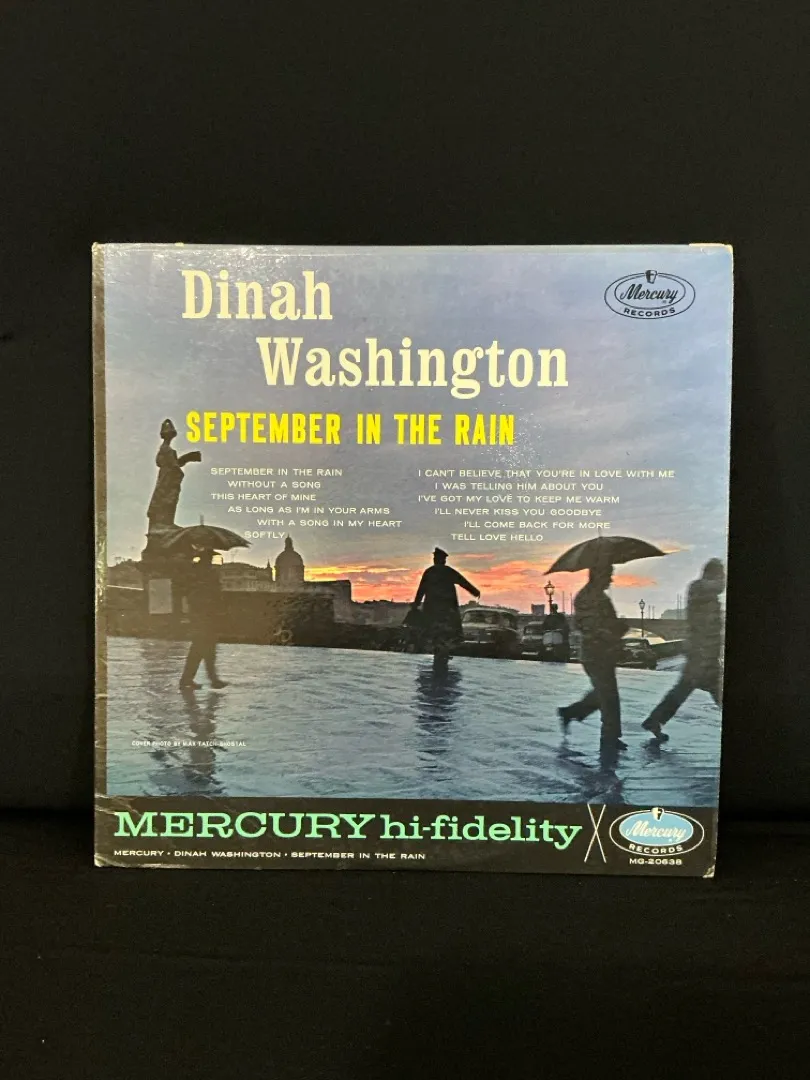 Dinah
Washington
Mercury
RECORDS
SEPTEMBER IN THE RAIN
SEPTEMBER IN THE RAIN
WITHOUT A SONG
THIS HEART OF MINE
AS LONG AS I'M IN YOUR ARMS
WITH A SONG IN MY HEART
SOFTLY
I CAN'T BELIEVE THAT YOU'RE IN LOVE WITH ME
I WAS TELLING HIM ABOUT YOU
I'VE GOT MY LOVE TO KEEP ME WARM
I'LL NEVER KISS YOU GOODBYE
I'LL COME BACK FOR MORE
TELL LOVE HELLO
COVER PHOTO BY MAX
MERCURY hi-fidelity
Mercury
RECORDS
MG-20638
MERCURY • DINAH WASHINGTON • SEPTEMBER IN THE RAIN